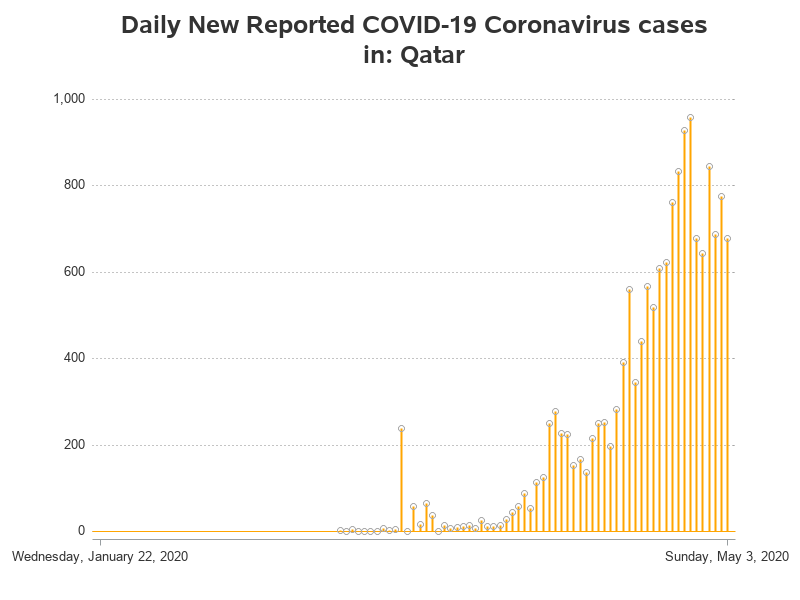 Daily New Reported COVID-19 Coronavirus cases
in: Qatar
1,000
800
600
400
200
0
Wednesday, January 22, 2020
Sunday, May 3, 2020